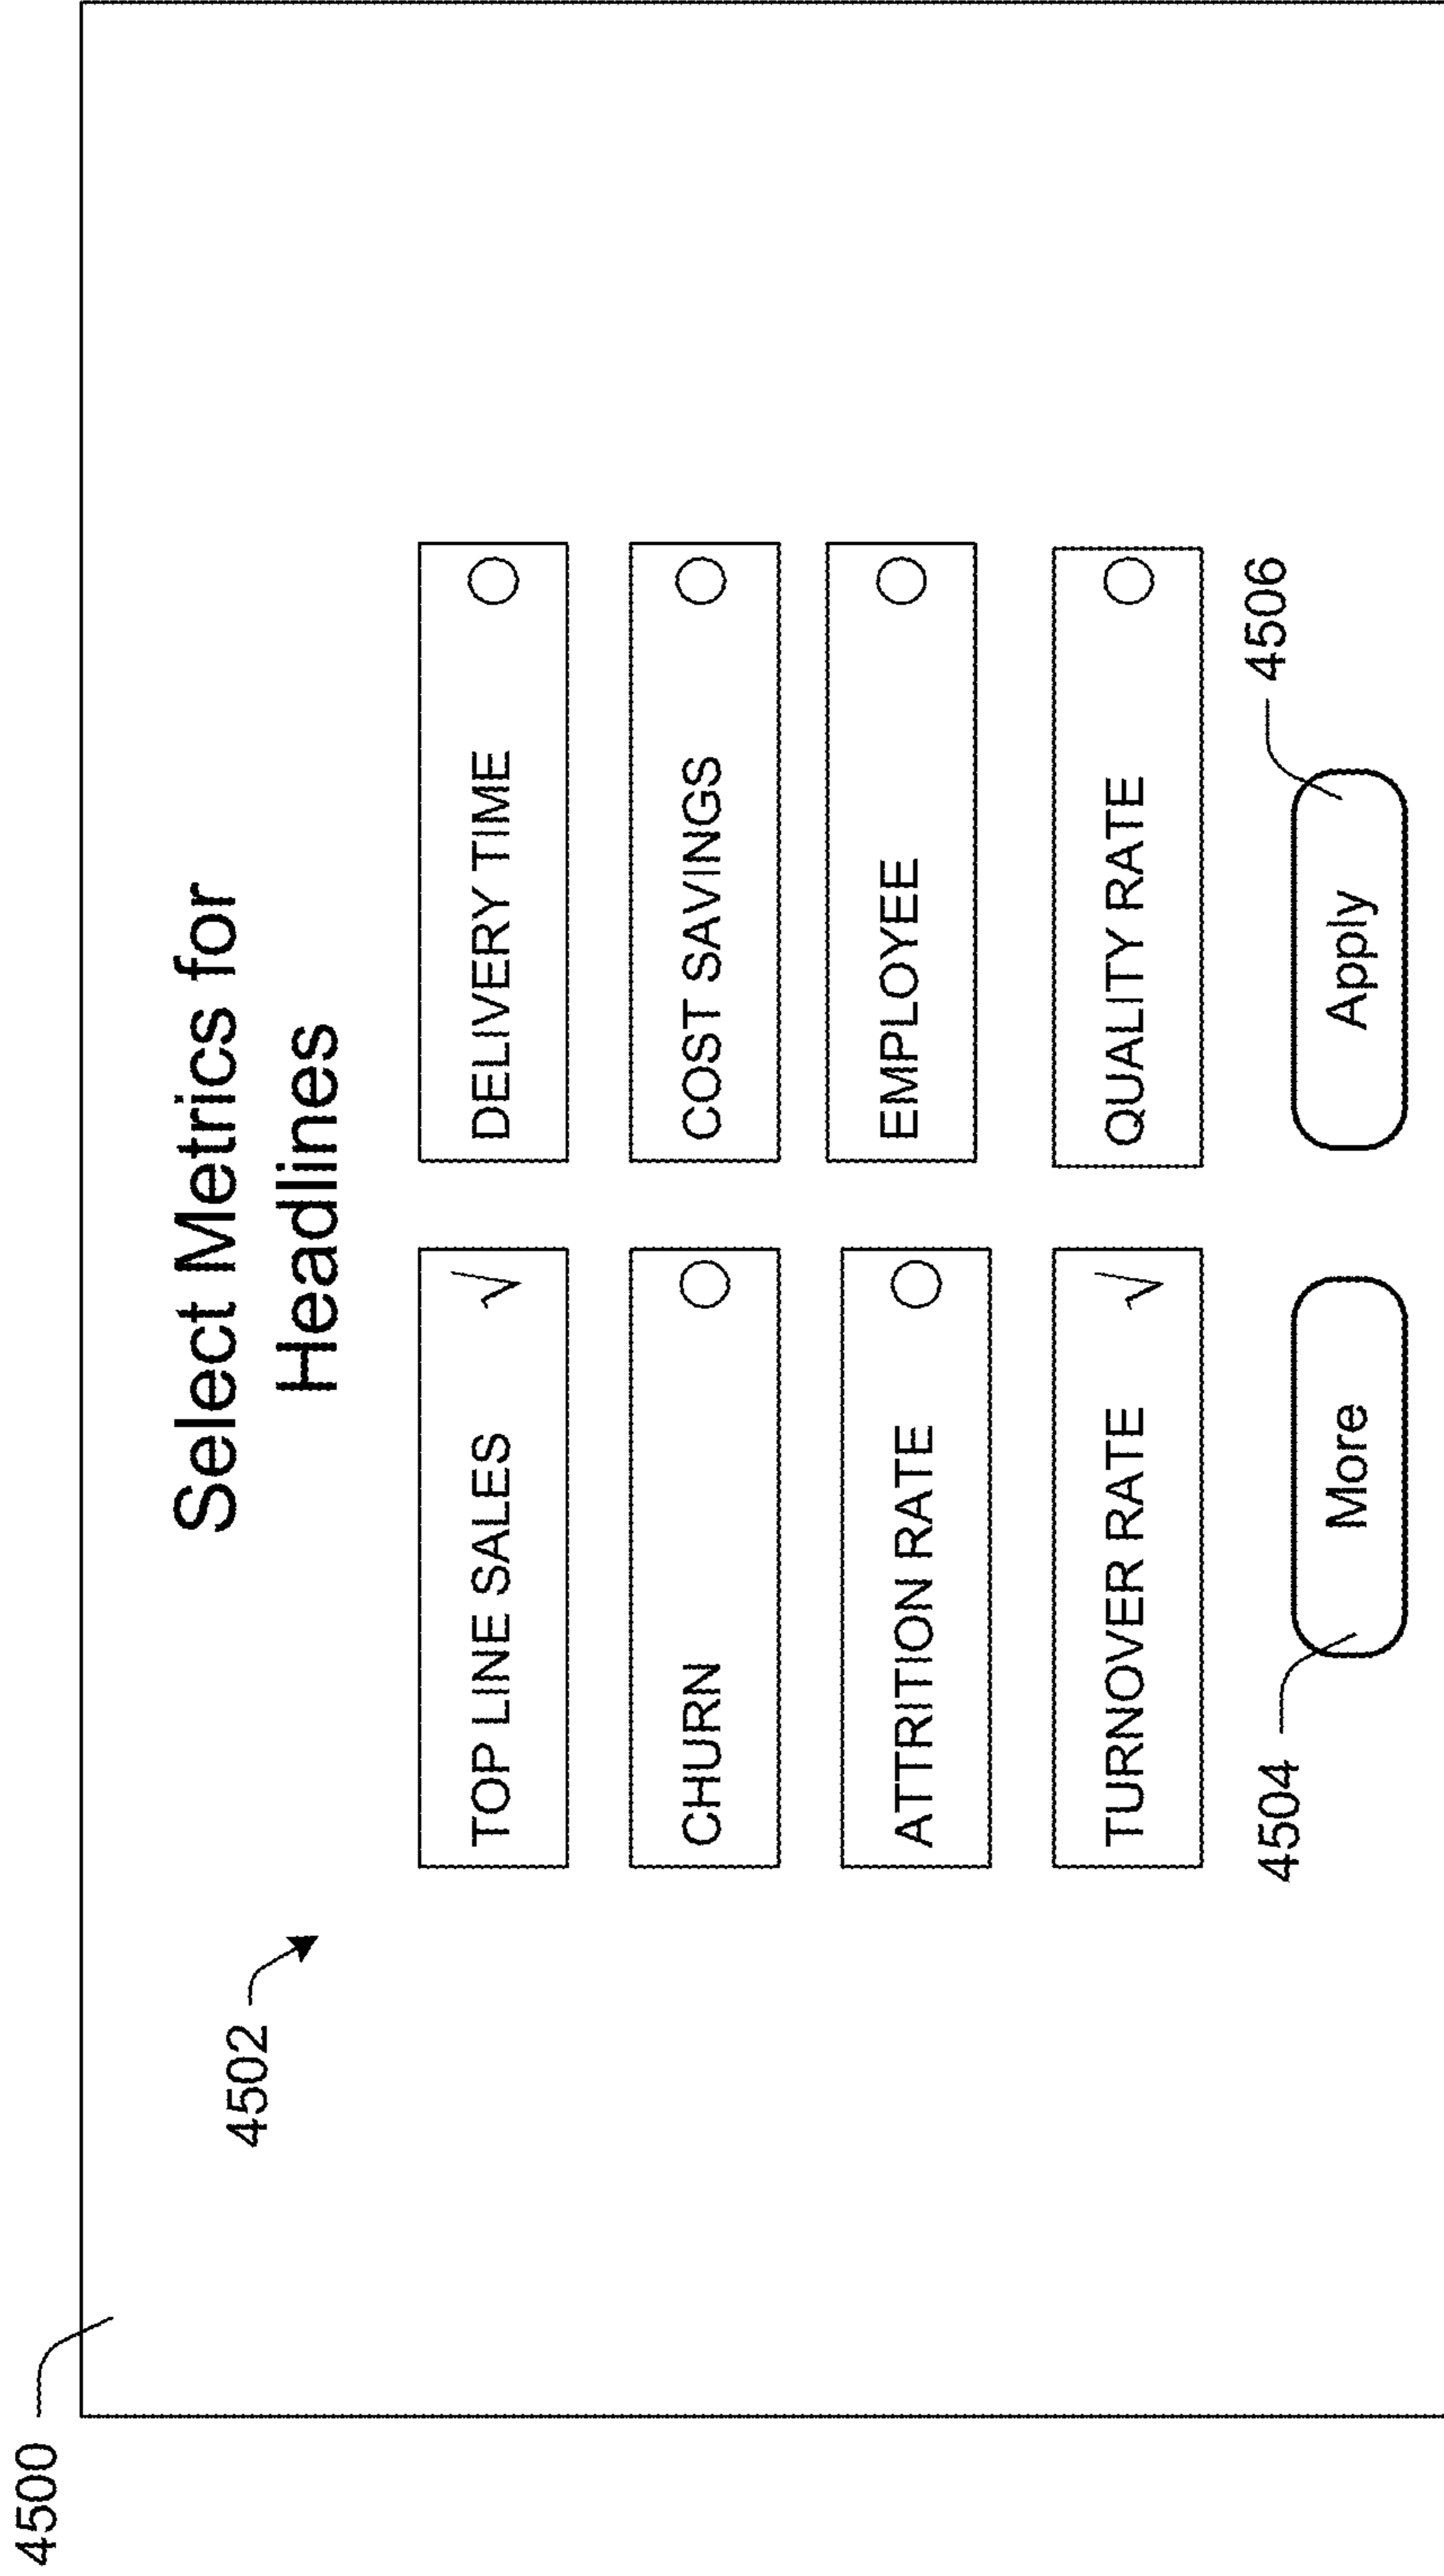 4500
4502
Select Metrics for
Headlines
TOP LINE SALES √
DELIVERY TIME
CHURN
COST SAVINGS
ATTRITION RATE
EMPLOYEE
TURNOVER RATE √
QUALITY RATE
4504
4506
More
Apply